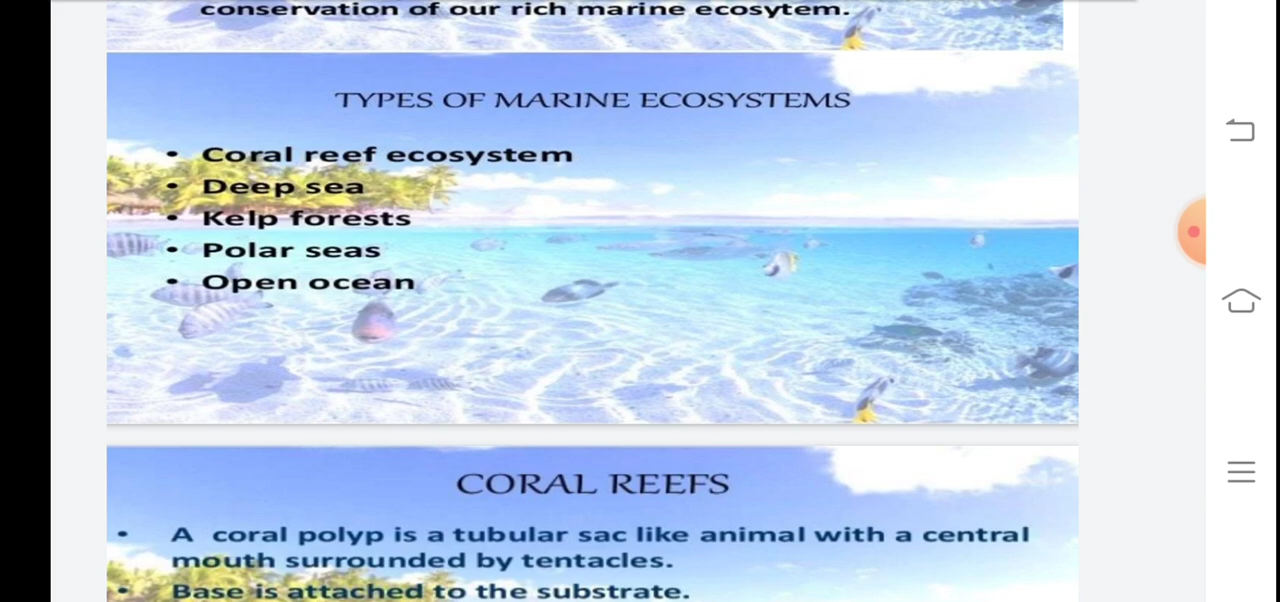 conservation of our rich marine ecosytem.
TYPES OF MARINE ECOSYSTEMS
• Coral reef ecosystem
• Deep sea
• Kelp forests
• Polar seas
• Open ocean
CORAL REEFS
• A coral polyp is a tubular sac like animal with a central
mouth surrounded by tentacles.
• Base is attached to the substrate.